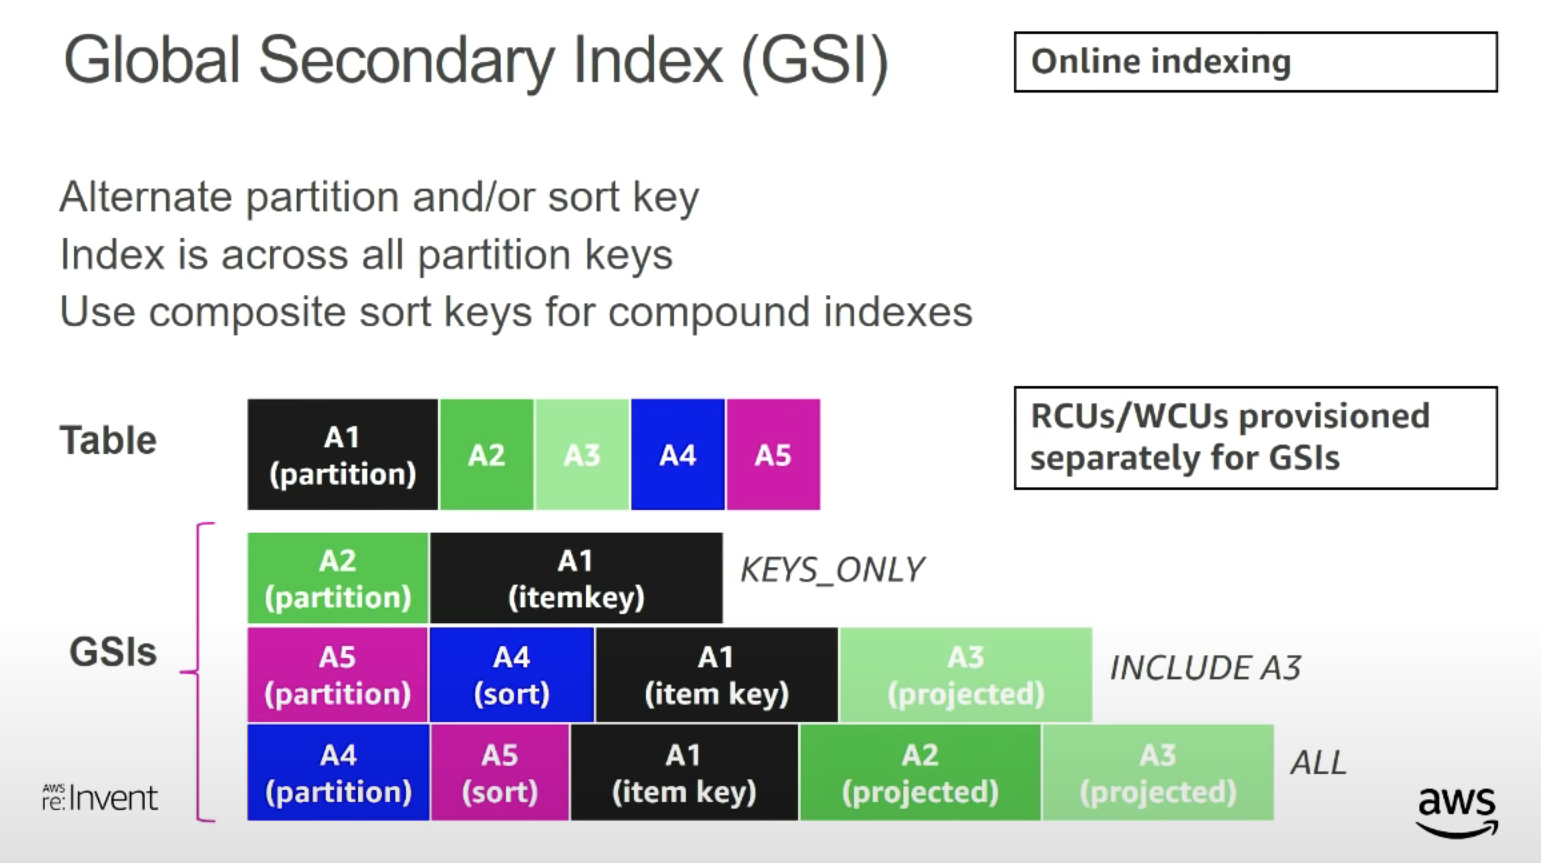 Global Secondary Index (GSI)
Online indexing
Alternate partition and/or sort key
Index is across all partition keys
Use composite sort keys for compound indexes
Table
A1
(partition)
A2
A3
A4
A5
RCUs/WCUs provisioned
separately for GSIs
GSIs
A2
(partition)
A1
(itemkey)
KEYS_ONLY
A5
(partition)
A4
(sort)
A1
(item key)
A3
(projected)
INCLUDE A3
A4
(partition)
A5
(sort)
A1
(item key)
A2
(projected)
A3
(projected)
ALL
AWS
re:Invent
aws